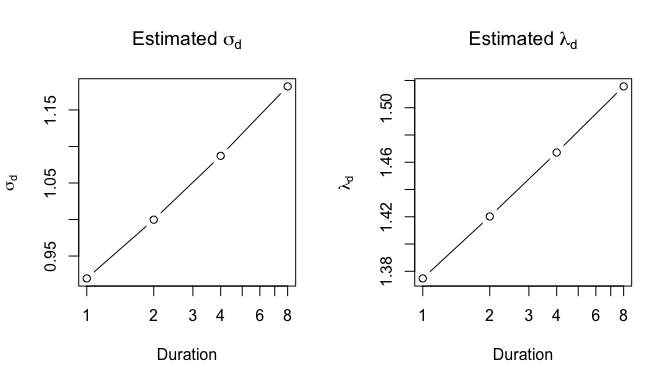 Estimated σd
σd
0.95 1.05 1.15
1 2 3 4 6 8
Duration
Estimated λd
λd
1.38 1.42 1.46 1.50
1 2 3 4 6 8
Duration